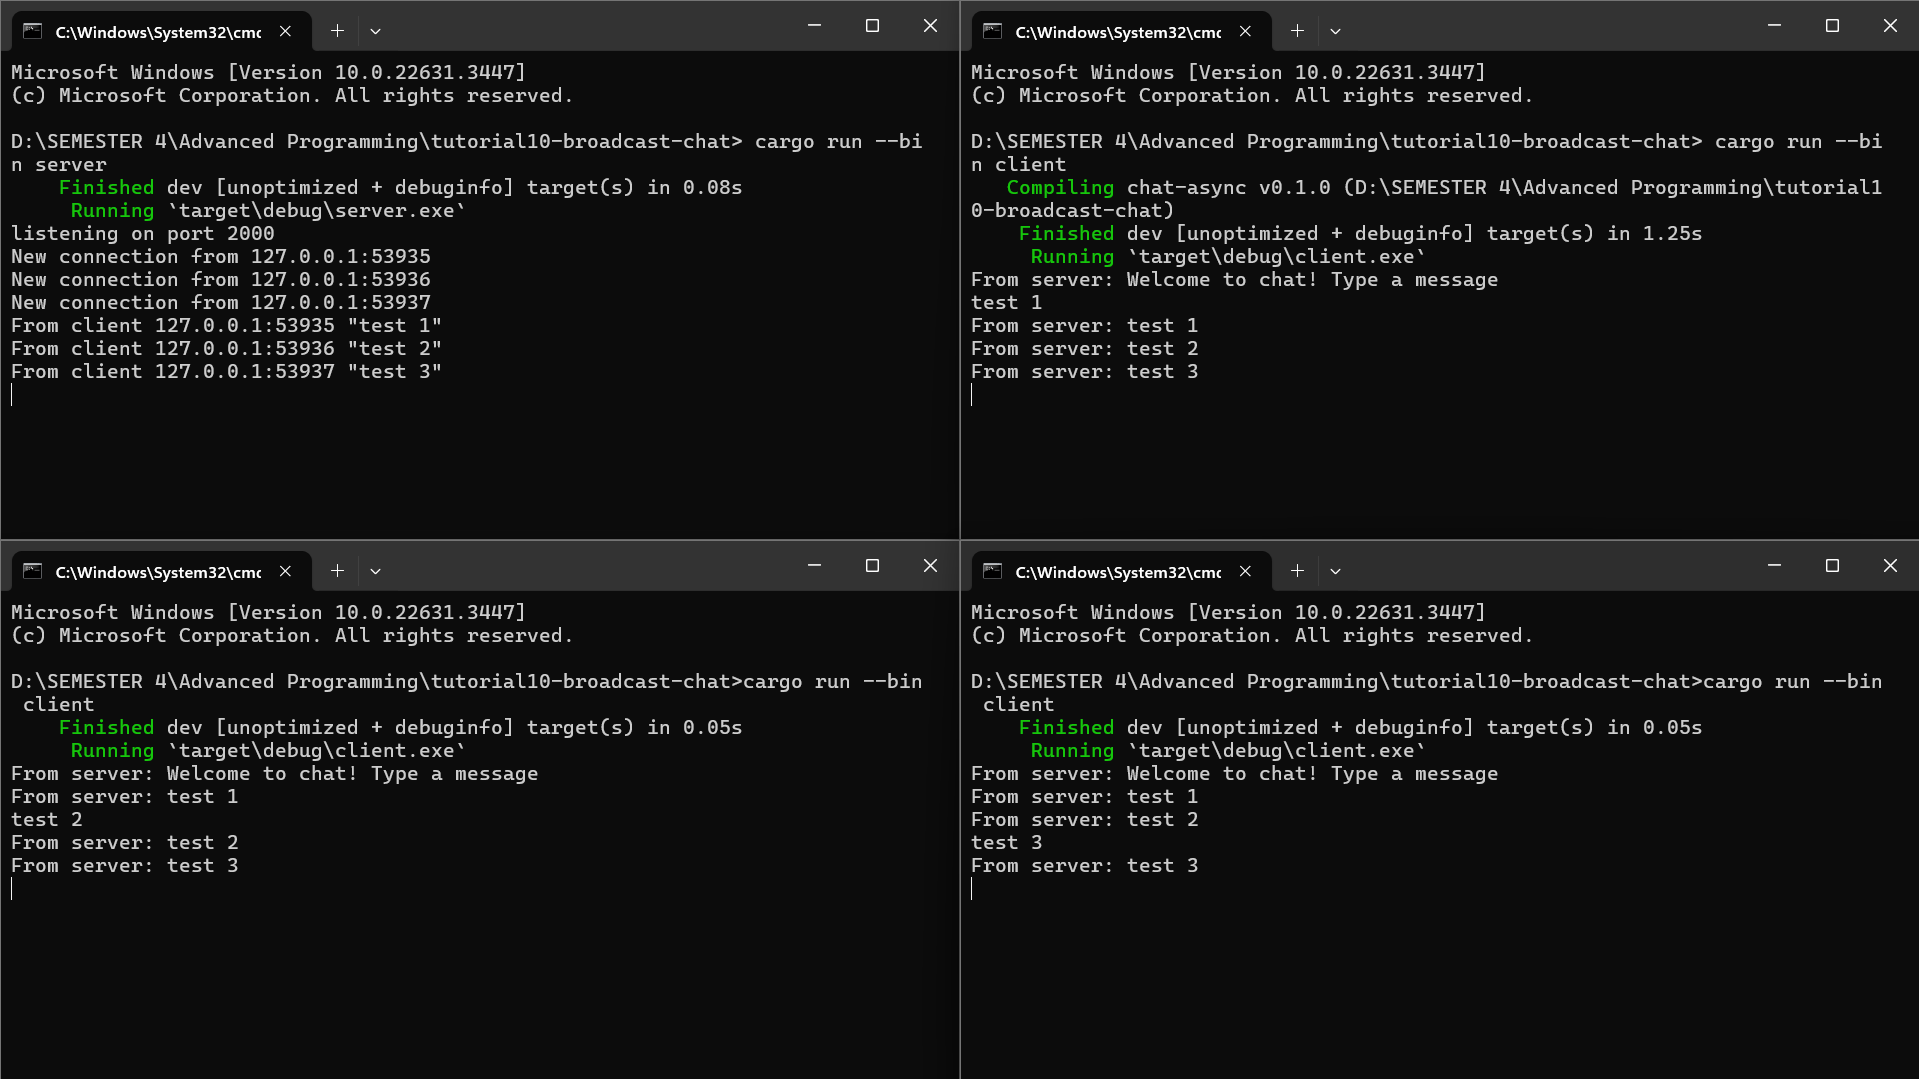 C:\Windows\System32\cmc
Microsoft Windows [Version 10.0.22631.3447]
(c) Microsoft Corporation. All rights reserved.
D:\SEMESTER 4\Advanced Programming\tutorial10-broadcast-chat> cargo run --bi
n server
    Finished dev [unoptimized + debuginfo] target(s) in 0.08s
     Running `target\debug\server.exe`
listening on port 2000
New connection from 127.0.0.1:53935
New connection from 127.0.0.1:53936
New connection from 127.0.0.1:53937
From client 127.0.0.1:53935 "test 1"
From client 127.0.0.1:53936 "test 2"
From client 127.0.0.1:53937 "test 3"
C:\Windows\System32\cmc
Microsoft Windows [Version 10.0.22631.3447]
(c) Microsoft Corporation. All rights reserved.
D:\SEMESTER 4\Advanced Programming\tutorial10-broadcast-chat> cargo run --bi
n client
   Compiling chat-async v0.1.0 (D:\SEMESTER 4\Advanced Programming\tutorial1
0-broadcast-chat)
    Finished dev [unoptimized + debuginfo] target(s) in 1.25s
     Running `target\debug\client.exe`
From server: Welcome to chat! Type a message
test 1
From server: test 1
From server: test 2
From server: test 3
C:\Windows\System32\cmc
Microsoft Windows [Version 10.0.22631.3447]
(c) Microsoft Corporation. All rights reserved.
D:\SEMESTER 4\Advanced Programming\tutorial10-broadcast-chat>cargo run --bin
 client
    Finished dev [unoptimized + debuginfo] target(s) in 0.05s
     Running `target\debug\client.exe`
From server: Welcome to chat! Type a message
From server: test 1
test 2
From server: test 2
From server: test 3
C:\Windows\System32\cmc
Microsoft Windows [Version 10.0.22631.3447]
(c) Microsoft Corporation. All rights reserved.
D:\SEMESTER 4\Advanced Programming\tutorial10-broadcast-chat>cargo run --bin
 client
    Finished dev [unoptimized + debuginfo] target(s) in 0.05s
     Running `target\debug\client.exe`
From server: Welcome to chat! Type a message
From server: test 1
From server: test 2
test 3
From server: test 3